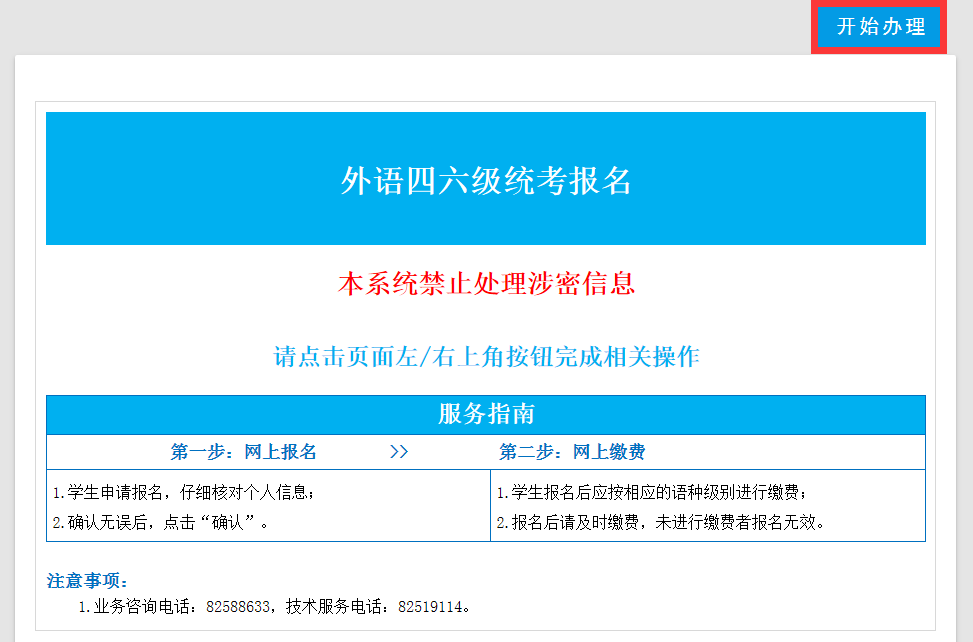 开始办理
外语四六级统考报名
本系统禁止处理涉密信息
请点击页面左/右上角按钮完成相关操作
服务指南
第一步：网上报名 >> 第二步：网上缴费
1.学生申请报名，仔细核对个人信息；
2.确认无误后，点击“确认”。
1.学生报名后应按相应的语种级别进行缴费；
2.报名后请及时缴费，未进行缴费者报名无效。
注意事项：
1.业务咨询电话：82588633，技术服务电话：82519114。